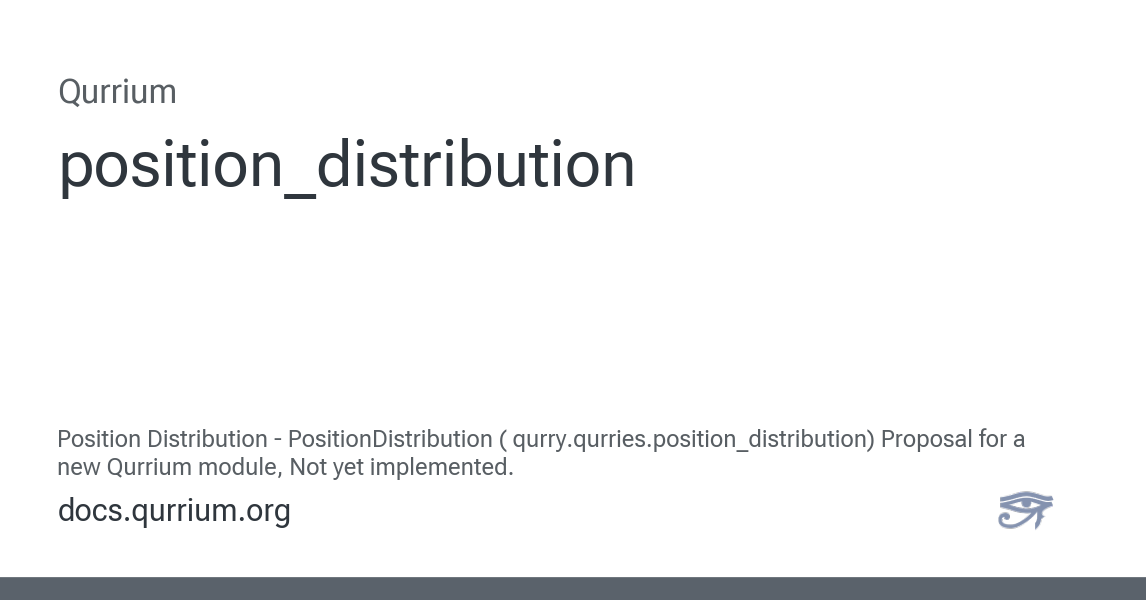 Qurrium
position_distribution
Position Distribution - PositionDistribution ( qurry.qurries.position_distribution) Proposal for a
new Qurrium module, Not yet implemented.
docs.qurrium.org